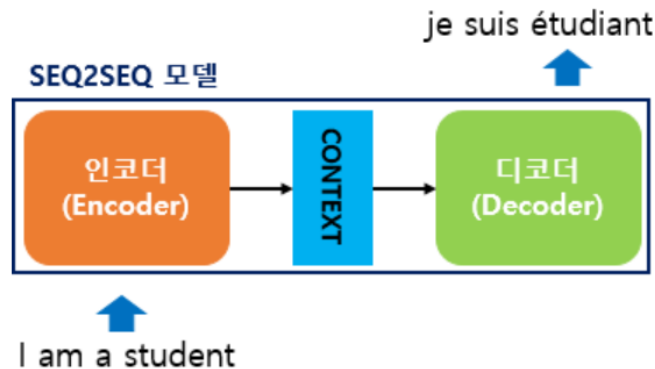 je suis étudiant
SEQ2SEQ 모델
인코더
(Encoder)
CONTEXT
디코더
(Decoder)
I am a student